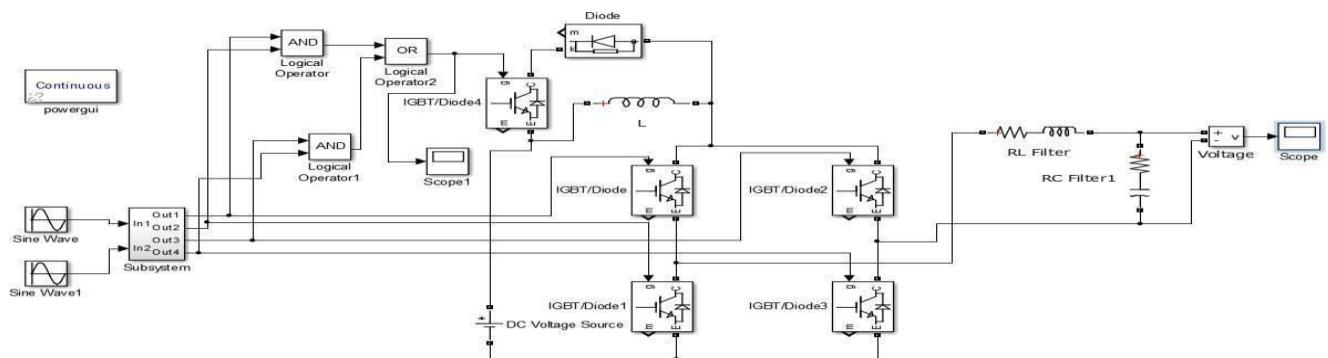 Continuous
powergui
AND
Logical
Operator
OR
Logical
Operator2
AND
Logical
Operator1
Scope1
Diode
m
k
a
IGBT/Diode4
g
C
m
E
L
IGBT/Diode
g
C
m
E
IGBT/Diode2
g
C
m
E
IGBT/Diode1
g
C
m
E
IGBT/Diode3
g
C
m
E
+
DC Voltage Source
Sine Wave
Sine Wave1
In1
In2
Out1
Out2
Out3
Out4
Subsystem
RL Filter
RC Filter1
+
-
v
Voltage
Scope